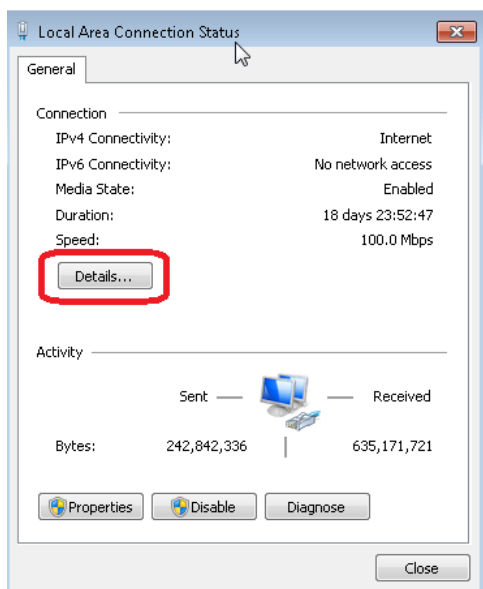 Local Area Connection Status
General
Connection
IPv4 Connectivity: Internet
IPv6 Connectivity: No network access
Media State: Enabled
Duration: 18 days 23:52:47
Speed: 100.0 Mbps
Details...
Activity
Sent Received
Bytes: 242,842,336 635,171,721
Properties Disable Diagnose
Close